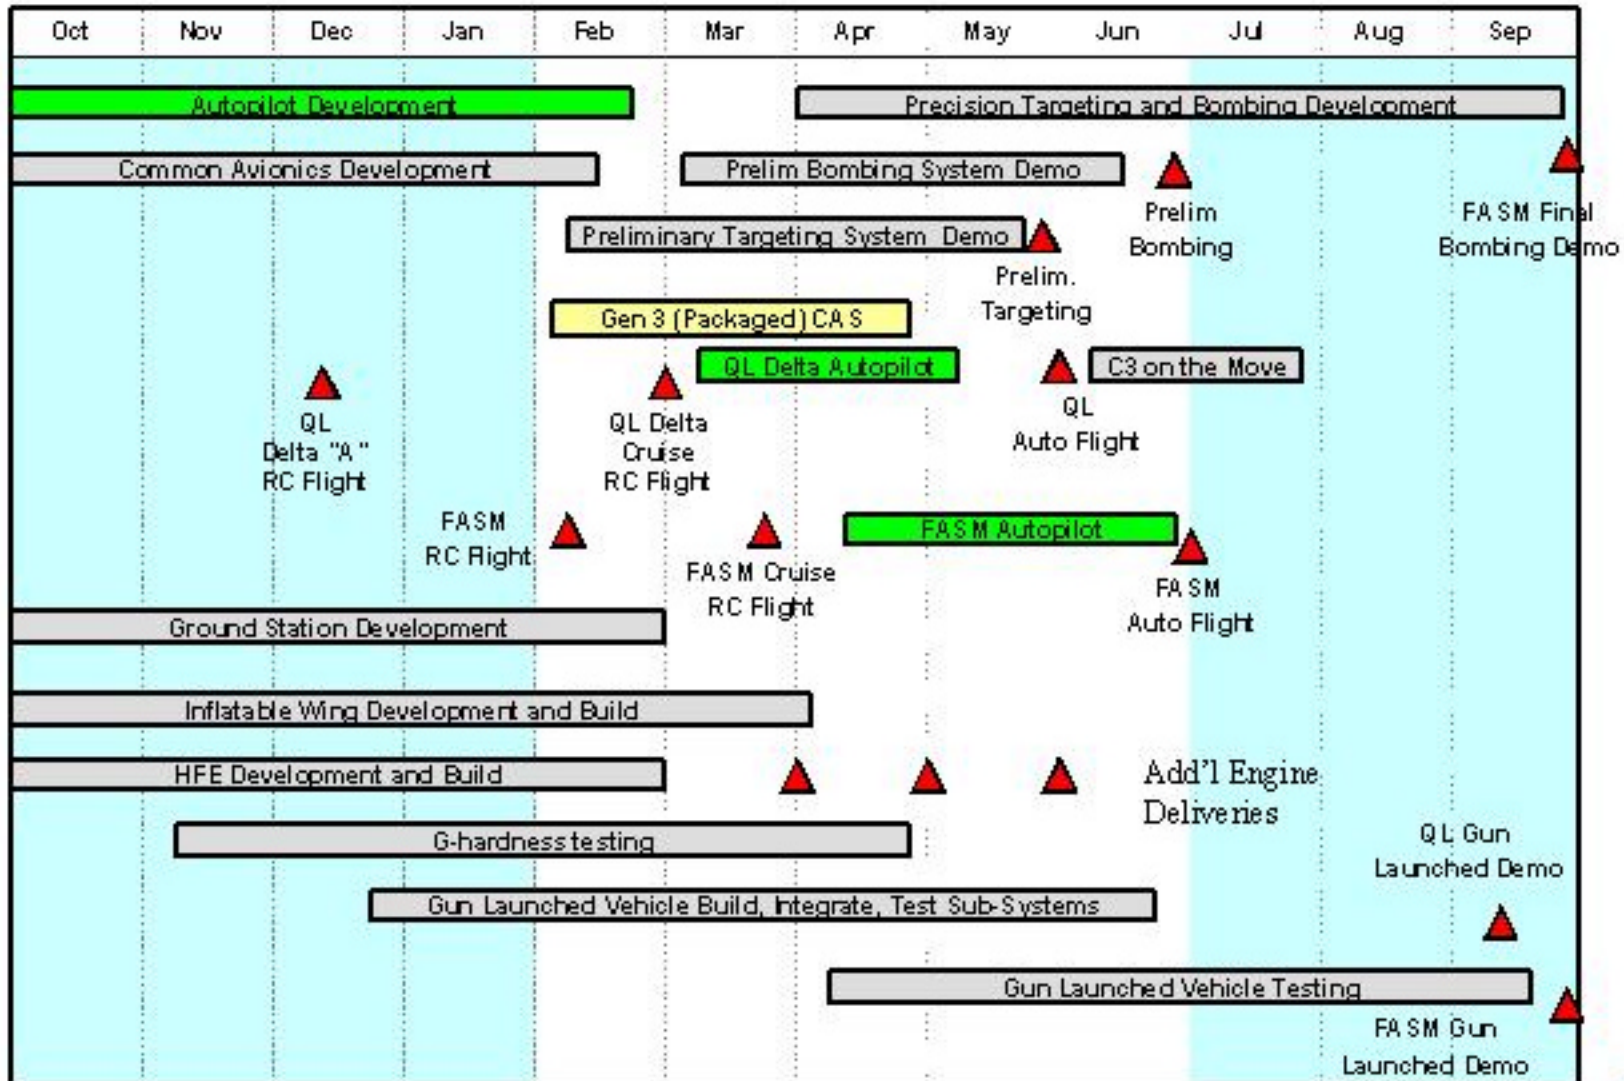 Oct Nov Dec Jan Feb Mar Apr May Jun Jul Aug Sep
Autopilot Development
Precision Targeting and Bombing Development
Common Avionics Development
Prelim Bombing System Demo
Prelim
Bombing
FASM Final
Bombing Demo
Preliminary Targeting System Demo
Prelim.
Targeting
Gen 3 (Packaged) CAS
QL Delta Autopilot
C3 on the Move
QL
Delta "A"
RC Flight
QL Delta
Cruise
RC Flight
QL
Auto Flight
FASM
RC Flight
FASM Cruise
RC Flight
FASM Autopilot
FASM
Auto Flight
Ground Station Development
Inflatable Wing Development and Build
HFE Development and Build
Add'l Engine
Deliveries
G-hardness testing
QL Gun
Launched Demo
Gun Launched Vehicle Build, Integrate, Test Sub-Systems
Gun Launched Vehicle Testing
FASM Gun
Launched Demo